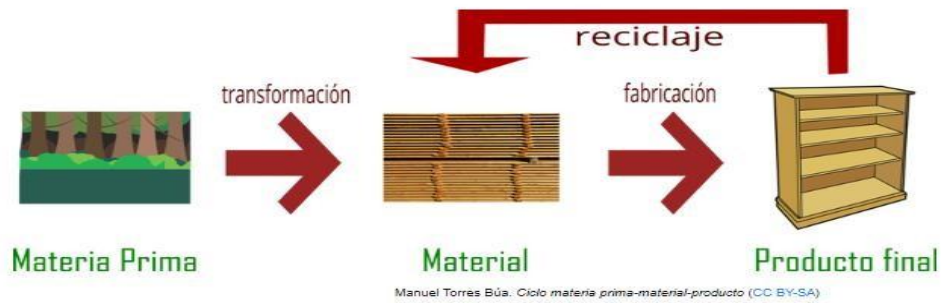 reciclaje
transformación
fabricación
Materia Prima
Material
Producto final
Manuel Torres Búa. Ciclo materia prima-material-producto (CC BY-SA)